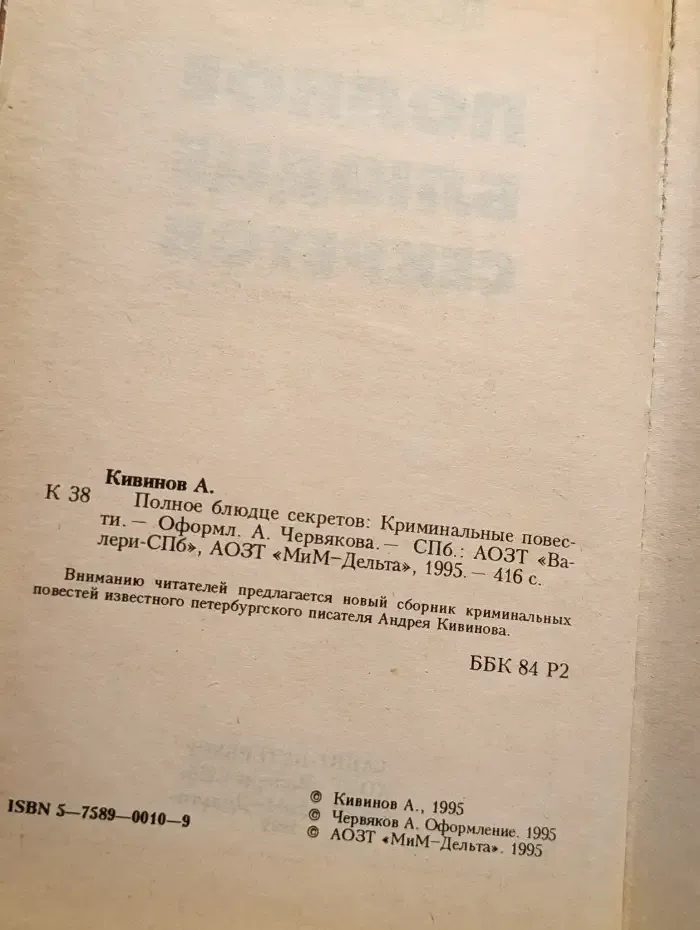 Кивинов А.
К 38 Полное блюдце секретов: Криминальные повес-
ти. — Оформл. А. Червякова. — СПб.: АОЗТ «Ва-
лери-СПб», АОЗТ «МиМ—Дельта», 1995. — 416 с.
Вниманию читателей предлагается новый сборник криминальных
повестей известного петербургского писателя Андрея Кивинова.
ББК 84 Р2
ISBN 5—7589—0010—9
© Кивинов А., 1995
© Червяков А. Оформление. 1995
© АОЗТ «МиМ—Дельта». 1995